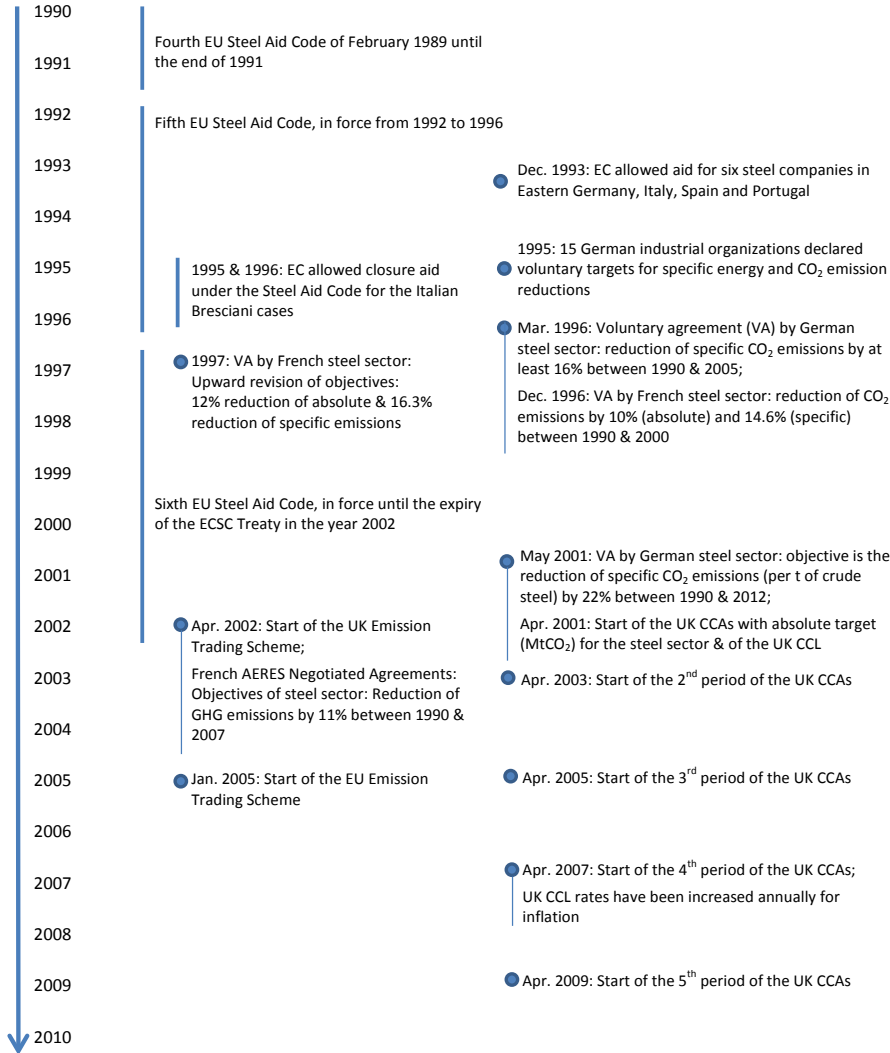 1990
Fourth EU Steel Aid Code of February 1989 until
the end of 1991
1991
1992
Fifth EU Steel Aid Code, in force from 1992 to 1996
1993
Dec. 1993: EC allowed aid for six steel companies in
Eastern Germany, Italy, Spain and Portugal
1994
1995: 15 German industrial organizations declared
voluntary targets for specific energy and CO₂ emission
reductions
1995
1995 & 1996: EC allowed closure aid
under the Steel Aid Code for the Italian
Bresciani cases
1996
Mar. 1996: Voluntary agreement (VA) by German
steel sector: reduction of specific CO₂ emissions by at
least 16% between 1990 & 2005;
Dec. 1996: VA by French steel sector: reduction of CO₂
emissions by 10% (absolute) and 14.6% (specific)
between 1990 & 2000
1997
1997: VA by French steel sector:
Upward revision of objectives:
12% reduction of absolute & 16.3%
reduction of specific emissions
1998
1999
Sixth EU Steel Aid Code, in force until the expiry
of the ECSC Treaty in the year 2002
2000
May 2001: VA by German steel sector: objective is the
reduction of specific CO₂ emissions (per t of crude
steel) by 22% between 1990 & 2012;
Apr. 2001: Start of the UK CCAs with absolute target
(MtCO₂) for the steel sector & of the UK CCL
2001
2002
Apr. 2002: Start of the UK Emission
Trading Scheme;
French AERES Negotiated Agreements:
Objectives of steel sector: Reduction of
GHG emissions by 11% between 1990 &
2007
2003
Apr. 2003: Start of the 2nd period of the UK CCAs
2004
2005
Jan. 2005: Start of the EU Emission
Trading Scheme
Apr. 2005: Start of the 3rd period of the UK CCAs
2006
Apr. 2007: Start of the 4th period of the UK CCAs;
UK CCL rates have been increased annually for
inflation
2007
2008
2009
Apr. 2009: Start of the 5th period of the UK CCAs
2010